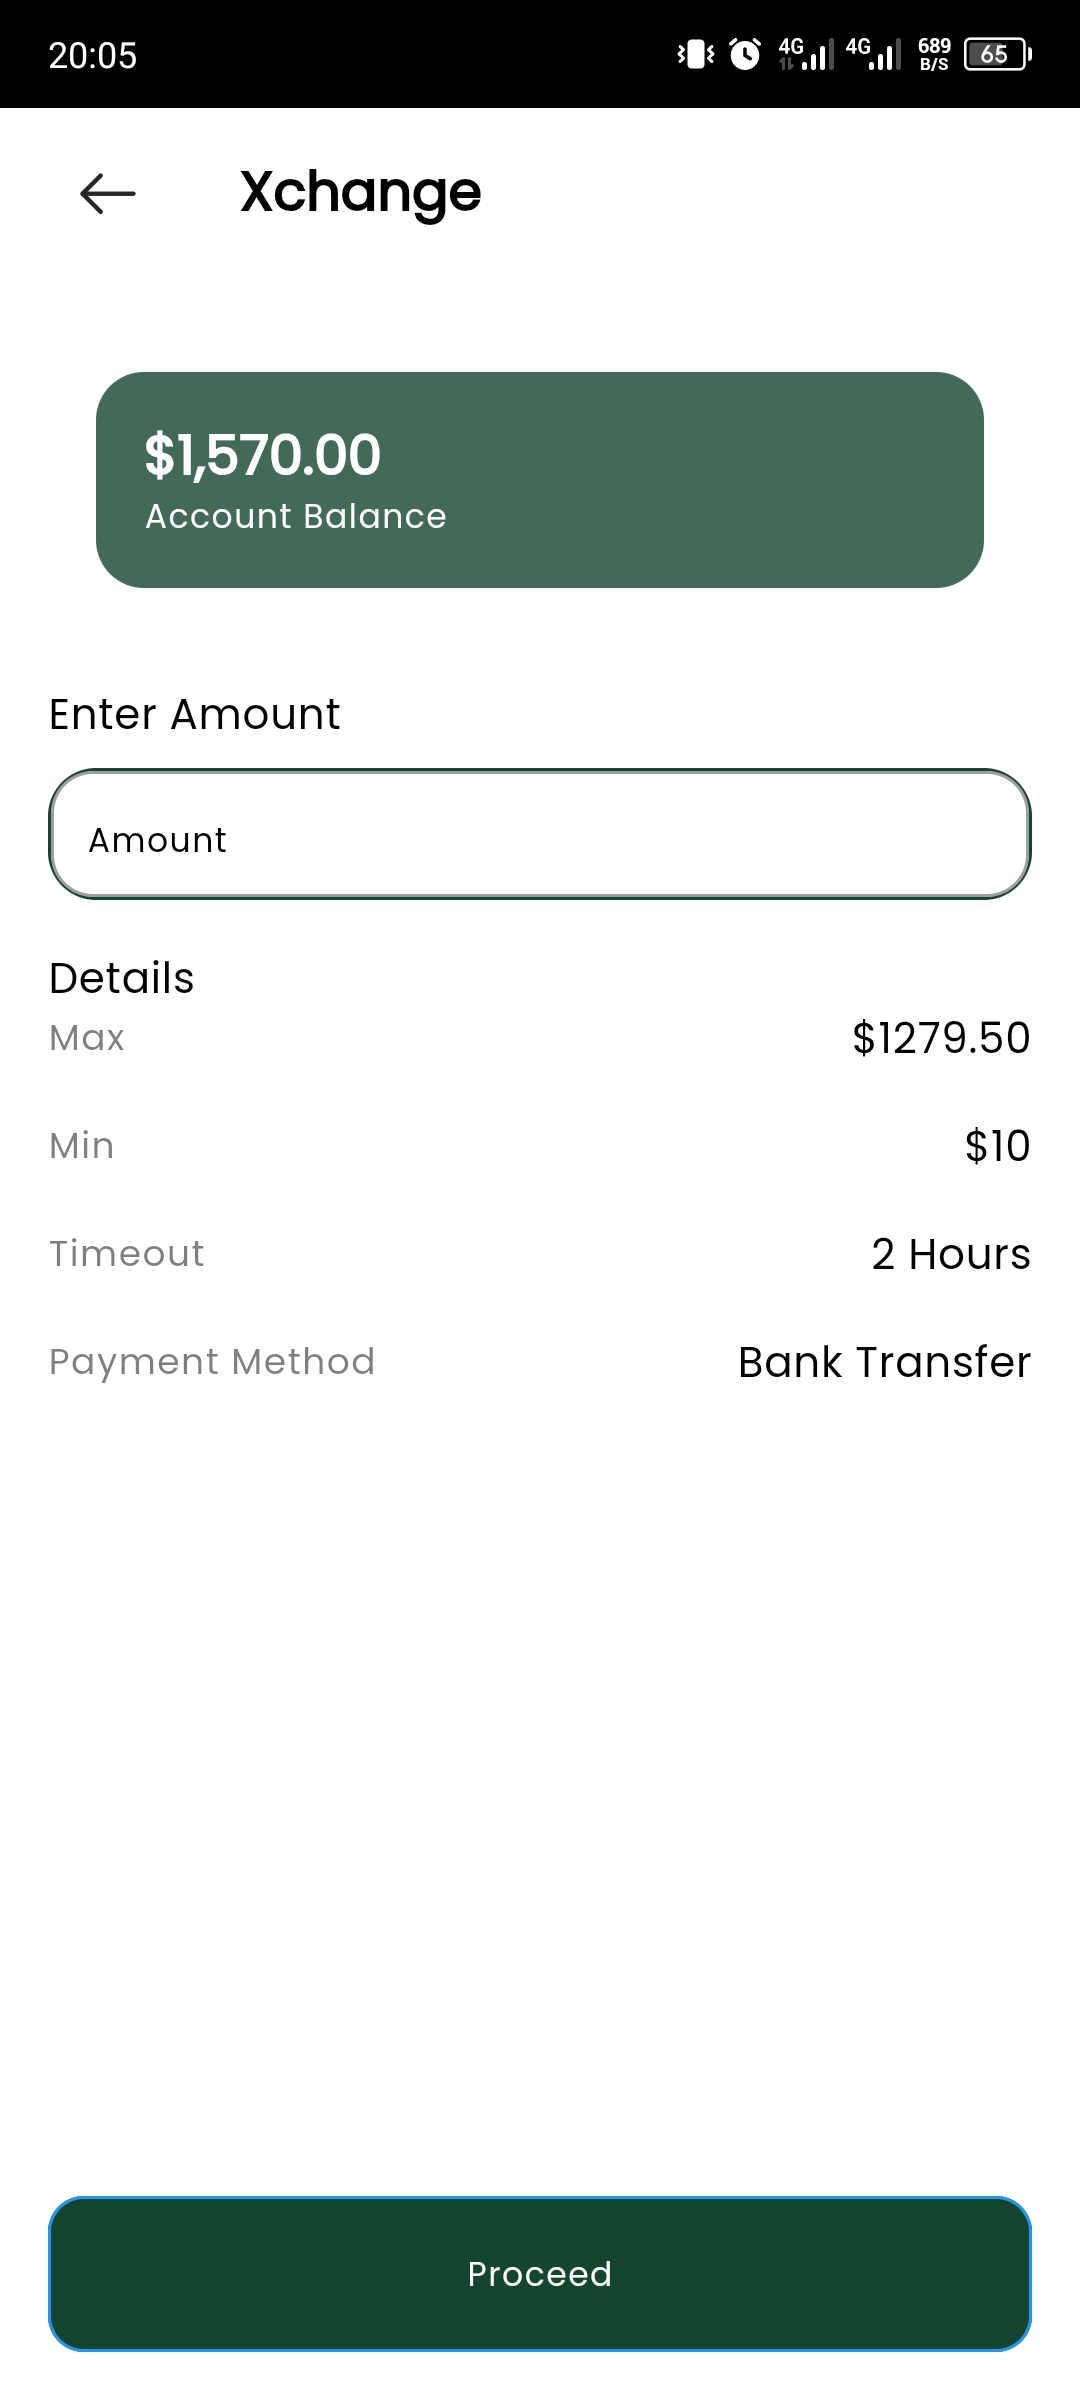 20:05 4G 4G 689 B/S 65
Xchange
$1,570.00
Account Balance
Enter Amount
Amount
Details
Max $1279.50
Min $10
Timeout 2 Hours
Payment Method Bank Transfer
Proceed